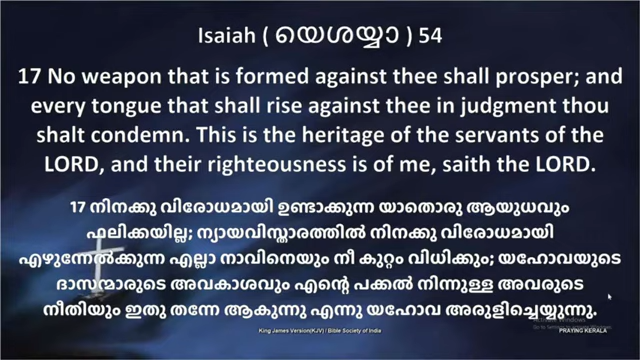 Isaiah ( യെശയ്യാ ) 54
17 No weapon that is formed against thee shall prosper; and
every tongue that shall rise against thee in judgment thou
shalt condemn. This is the heritage of the servants of the
LORD, and their righteousness is of me, saith the LORD.
17 നിനക്കു വിരോധമായി ഉണ്ടാക്കുന്ന യാതൊരു ആയുധവും
ഫലിക്കയില്ല; ന്യായവിസ്താരത്തിൽ നിനക്കു വിരോധമായി
എഴുന്നേൽക്കുന്ന എല്ലാ നാവിനെയും നീ കുറ്റം വിധിക്കും; യഹോവയുടെ
ദാസന്മാരുടെ അവകാശവും എന്റെ പക്കൽ നിന്നുള്ള അവരുടെ
നീതിയും ഇതു തന്നേ ആകുന്നു എന്നു യഹോവ അരുളിച്ചെയ്യുന്നു.
King James Version(KJV) / Bible Society of India
PRAYING KERALA